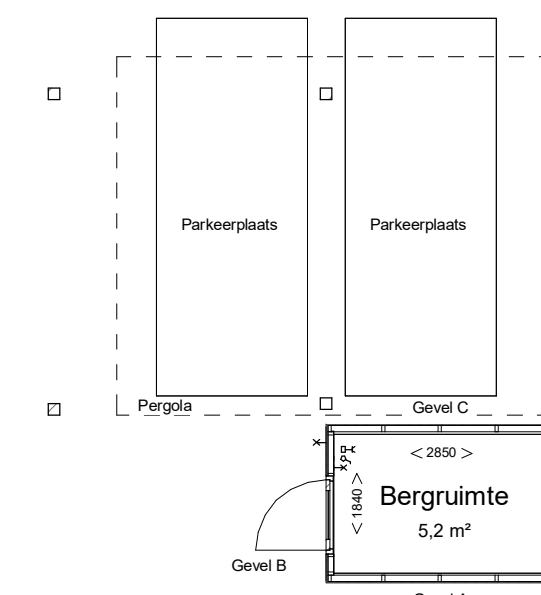 Parkeerplaats
Parkeerplaats
Pergola
Gevel C
< 2850 >
< 1840 >
Bergruimte
5,2 m²
Gevel B